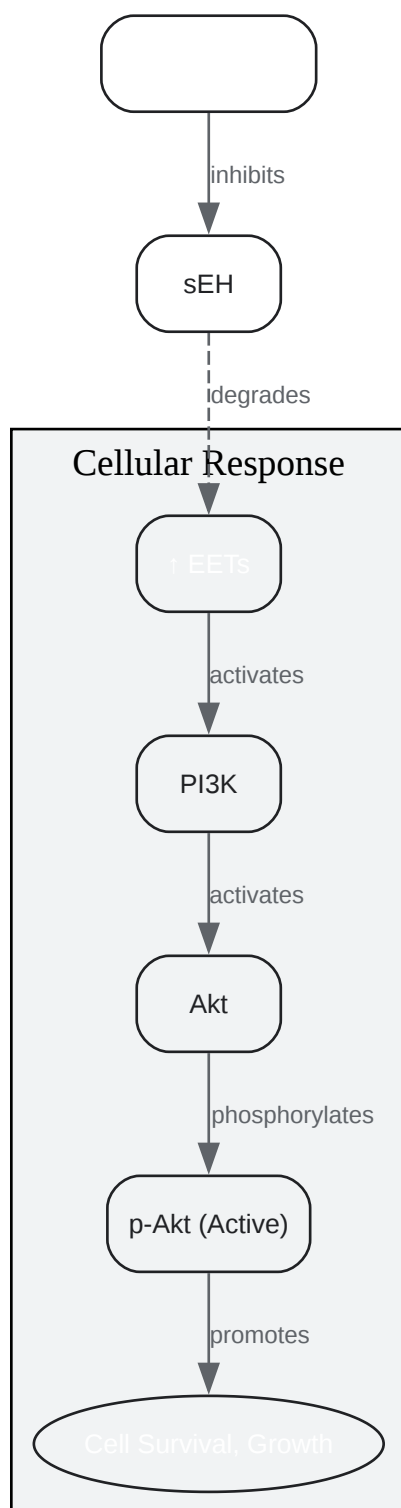 inhibits
sEH
degrades
Cellular Response
↑ EETs
activates
PI3K
activates
Akt
phosphorylates
p-Akt (Active)
promotes
Cell Survival, Growth